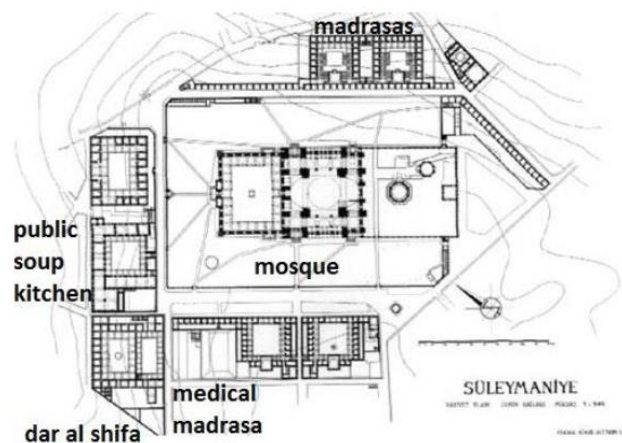 madrasas
public
soup
kitchen
mosque
medical
madrasa
dar al shifa
SÜLEYMANİYE